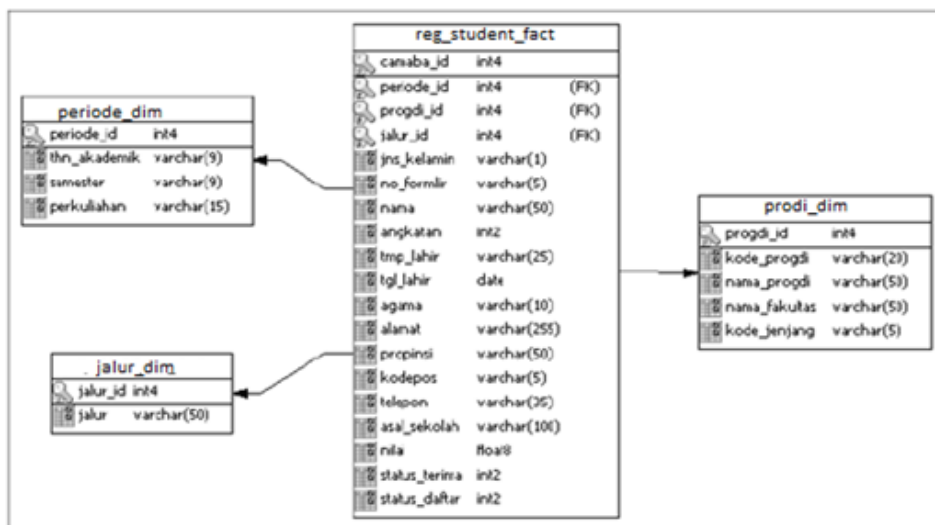 reg_student_fact
camaba_id int4
periode_id int4 (FK)
progdi_id int4 (FK)
jalur_id int4 (FK)
jns_kelamin varchar(1)
no_formlir varchar(5)
nama varchar(50)
angkatan int2
tmp_lahir varchar(25)
tgl_lahir date
agama varchar(10)
alamat varchar(255)
propinsi varchar(50)
kodepos varchar(5)
telepon
asal_sekolah varchar(100)
nilai float8
status_terima int2
status_daftar int2
periode_dim
periode_id int4
thn_akademik varchar(9)
semester varchar(9)
perkuliahan varchar(15)
jalur_dim
jalur_id int4
jalur varchar(50)
prodi_dim
progdi_id int4
kode_progdi varchar(20)
nama_progdi varchar(50)
nama_fakultas varchar(50)
kode_jenjang varchar(5)